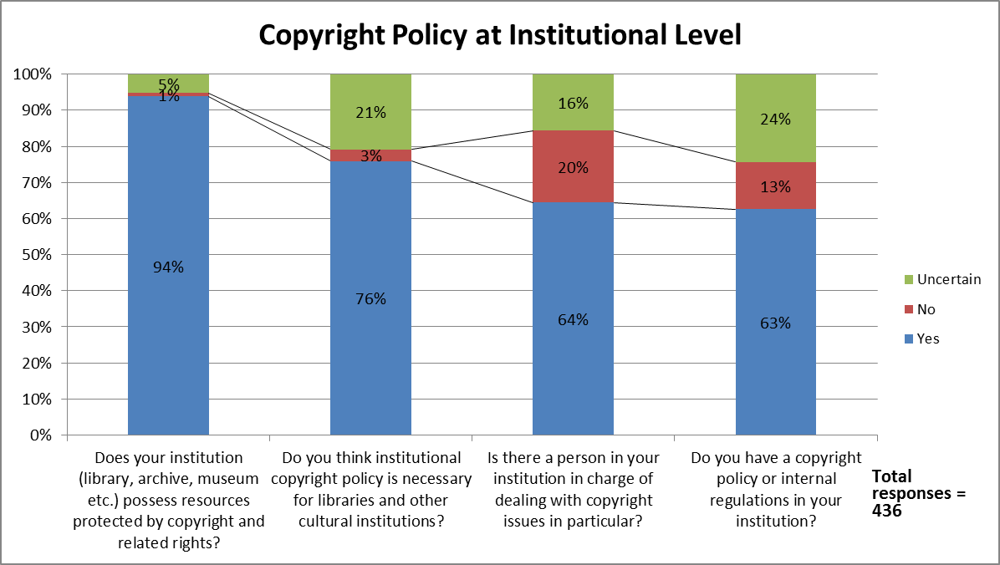 Copyright Policy at Institutional Level
100%
90%
80%
70%
60%
50%
40%
30%
20%
10%
0%
5%
1%
94%
21%
3%
76%
16%
20%
64%
24%
13%
63%
Uncertain
No
Yes
Does your institution
(library, archive, museum
etc.) possess resources
protected by copyright and
related rights?
Do you think institutional
copyright policy is necessary
for libraries and other
cultural institutions?
Is there a person in your
institution in charge of
dealing with copyright
issues in particular?
Do you have a copyright
policy or internal
regulations in your
institution?
Total
responses =
436